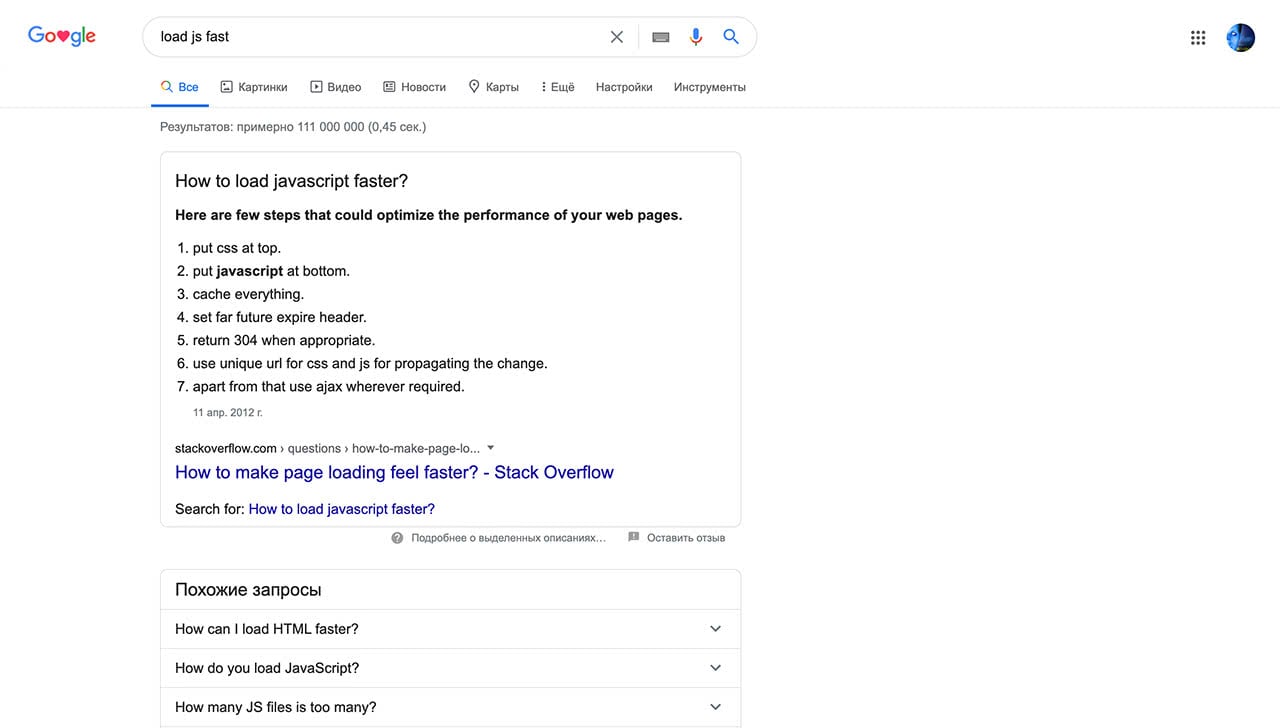 Google
load js fast
Все Картинки Видео Новости Карты Ещё Настройки Инструменты
Результатов: примерно 111 000 000 (0,45 сек.)
How to load javascript faster?
Here are few steps that could optimize the performance of your web pages.
1. put css at top.
2. put javascript at bottom.
3. cache everything.
4. set far future expire header.
5. return 304 when appropriate.
6. use unique url for css and js for propagating the change.
7. apart from that use ajax wherever required.
11 апр. 2012 г.
stackoverflow.com › questions › how-to-make-page-lo...
How to make page loading feel faster? - Stack Overflow
Search for: How to load javascript faster?
Подробнее о выделенных описаниях… Оставить отзыв
Похожие запросы
How can I load HTML faster?
How do you load JavaScript?
How many JS files is too many?